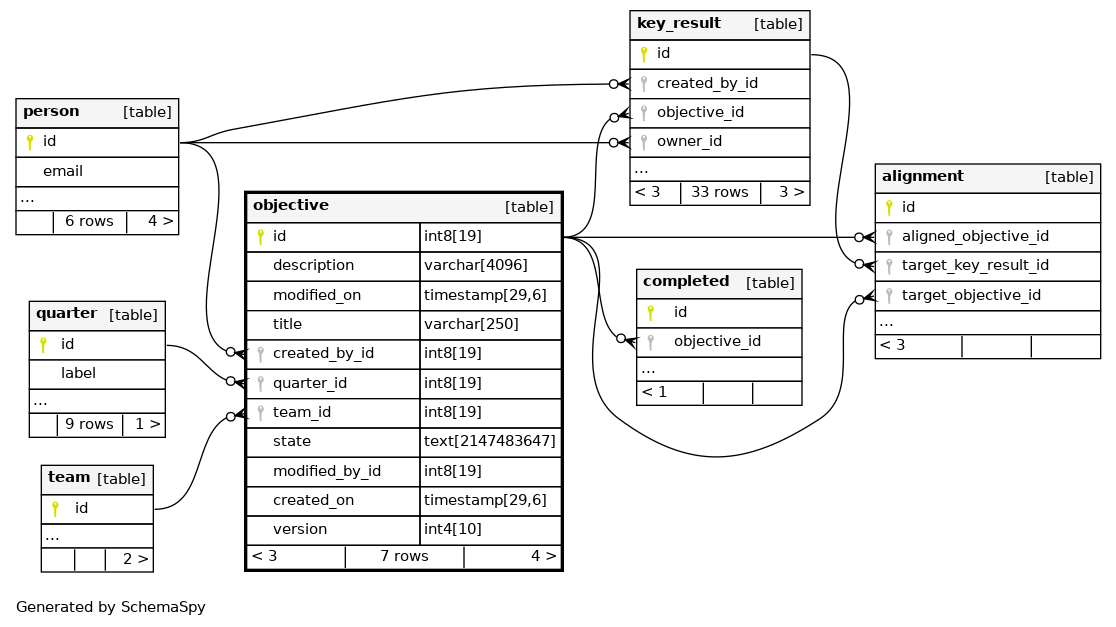 person [table]
id
email
...
6 rows 4 >
quarter [table]
id
label
...
9 rows 1 >
team [table]
id
...
2 >
objective [table]
id int8[19]
description varchar[4096]
modified_on timestamp[29,6]
title varchar[250]
created_by_id int8[19]
quarter_id int8[19]
team_id int8[19]
state text[2147483647]
modified_by_id int8[19]
created_on timestamp[29,6]
version int4[10]
< 3 7 rows 4 >
key_result [table]
id
created_by_id
objective_id
owner_id
...
< 3 33 rows 3 >
completed [table]
id
objective_id
...
< 1
alignment [table]
id
aligned_objective_id
target_key_result_id
target_objective_id
...
< 3
Generated by SchemaSpy